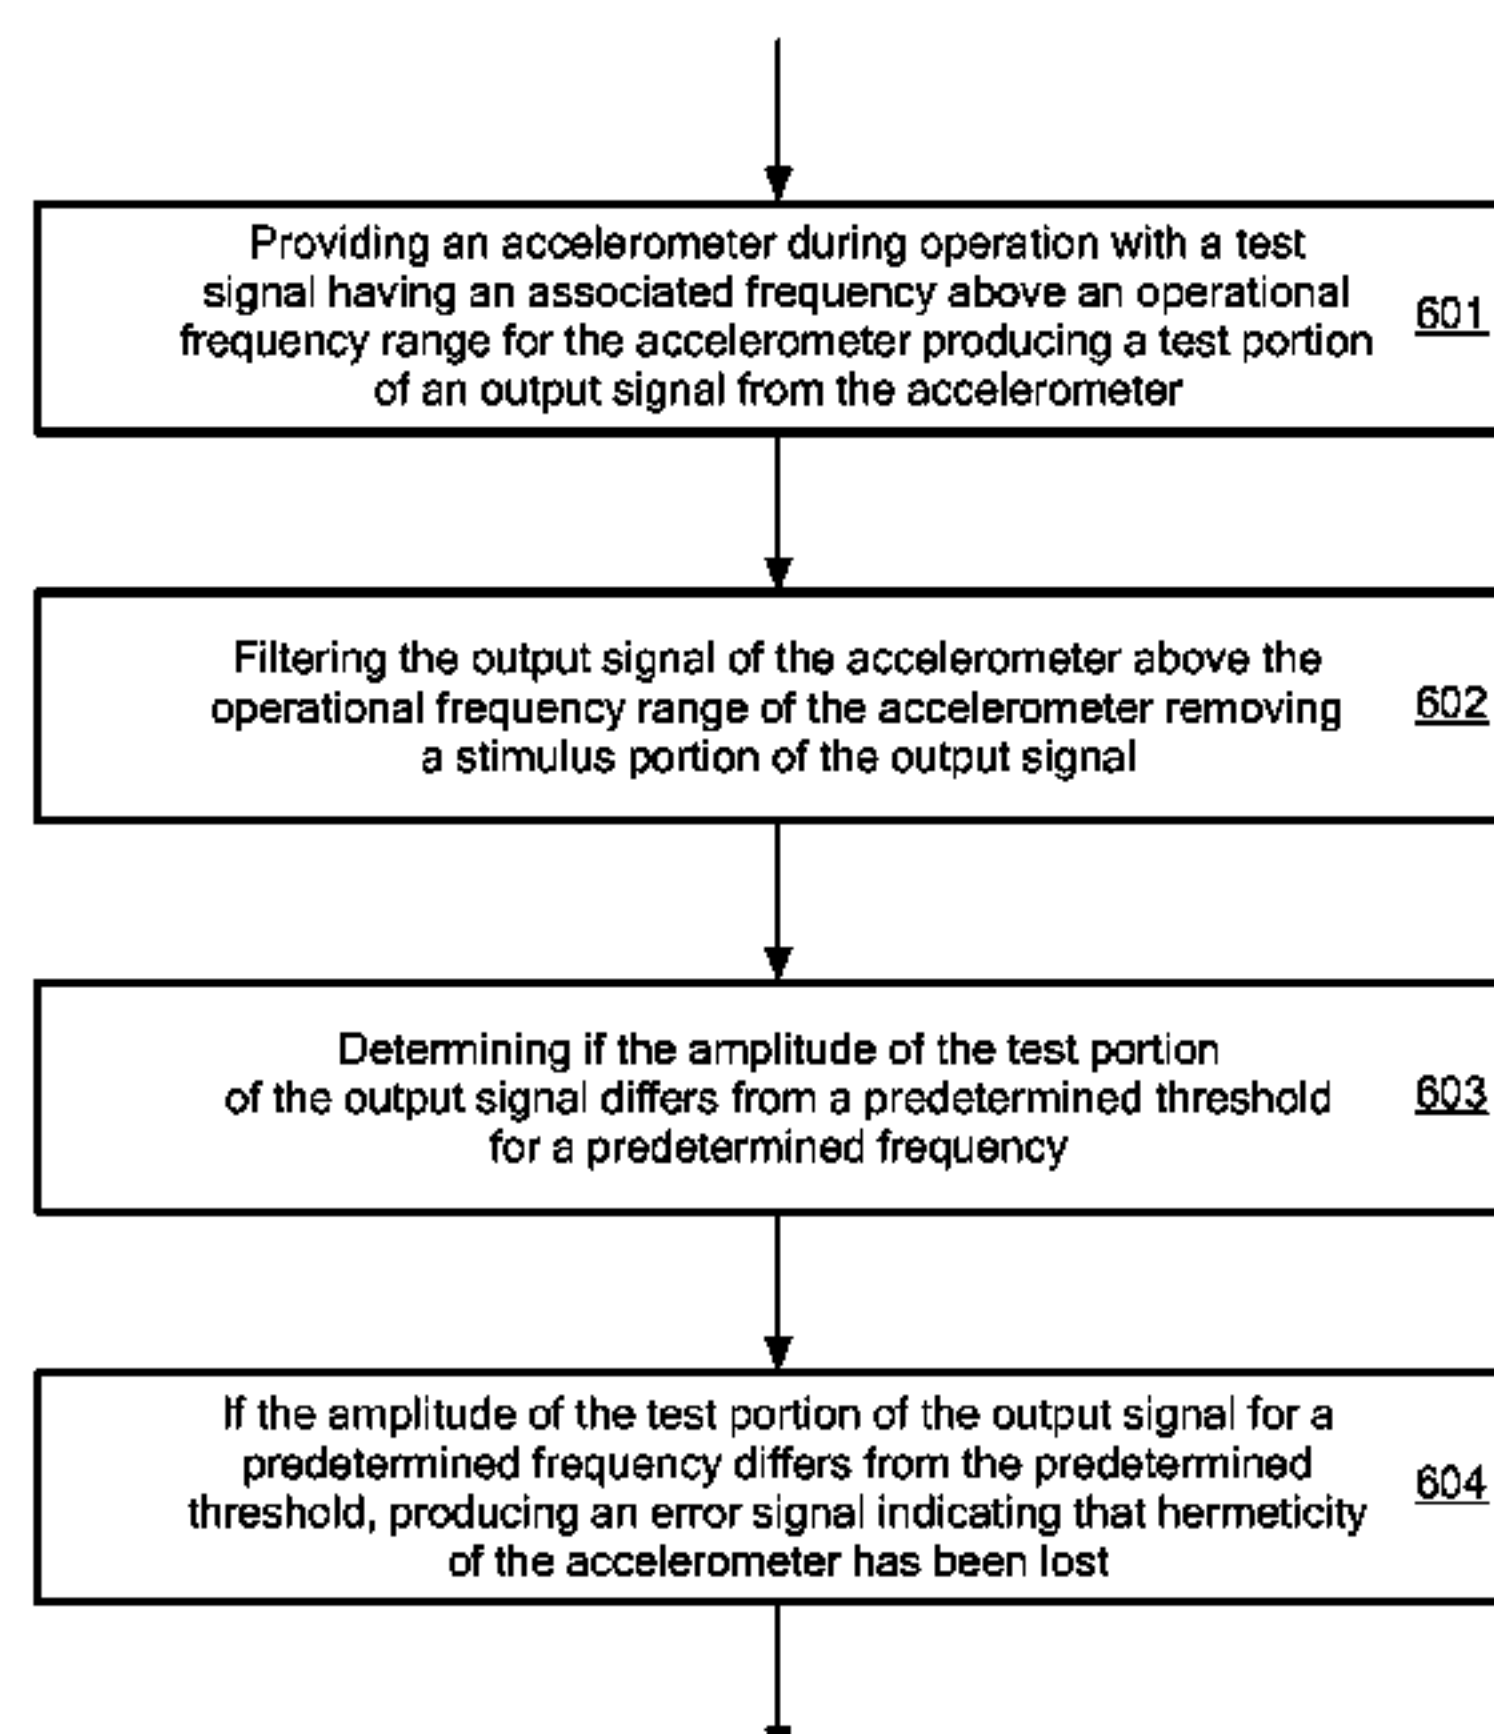 Providing an accelerometer during operation with a test
signal having an associated frequency above an operational
frequency range for the accelerometer producing a test portion
of an output signal from the accelerometer
601
Filtering the output signal of the accelerometer above the
operational frequency range of the accelerometer removing
a stimulus portion of the output signal
602
Determining if the amplitude of the test portion
of the output signal differs from a predetermined threshold
for a predetermined frequency
603
If the amplitude of the test portion of the output signal for a
predetermined frequency differs from the predetermined
threshold, producing an error signal indicating that hermeticity
of the accelerometer has been lost
604